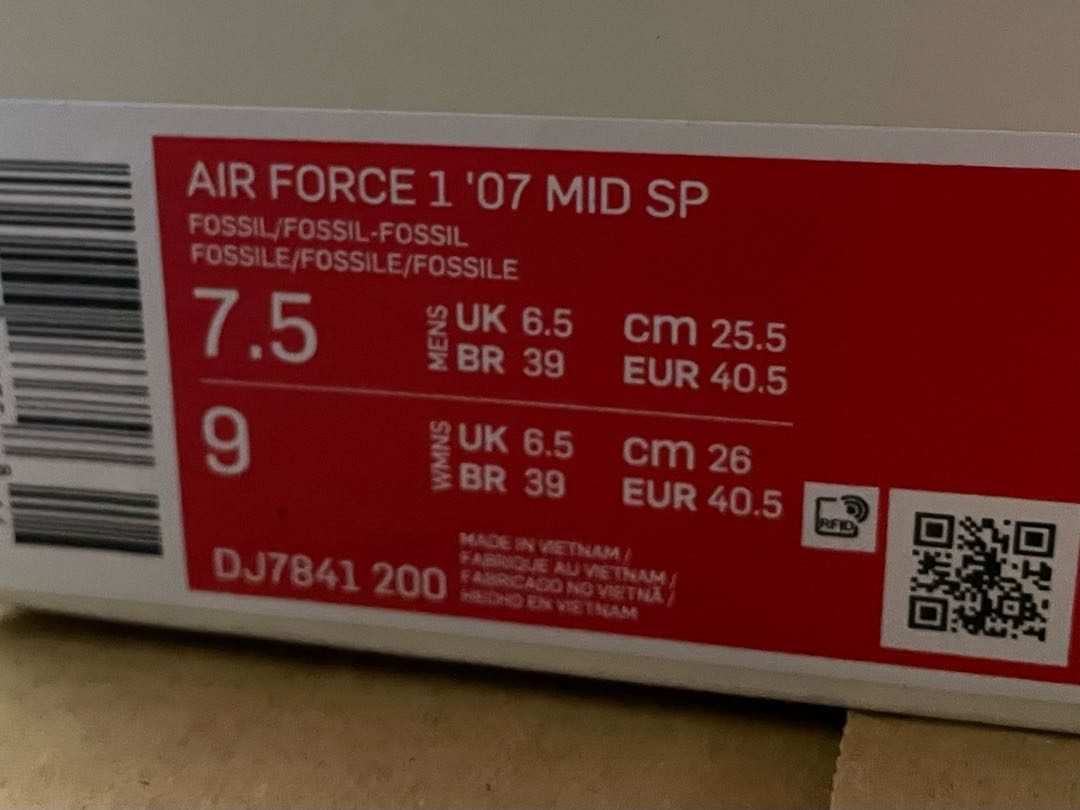 AIR FORCE 1 '07 MID SP
FOSSIL/FOSSIL-FOSSIL
FOSSILE/FOSSILE/FOSSILE
7.5 MENS UK 6.5 cm 25.5
BR 39 EUR 40.5
9 WMNS UK 6.5 cm 26
BR 39 EUR 40.5
DJ7841 200
MADE IN VIETNAM /
FABRIQUE AU VIETNAM /
FABRICADO NO VIETNÃ /
HECHO EN VIETNAM
RFID